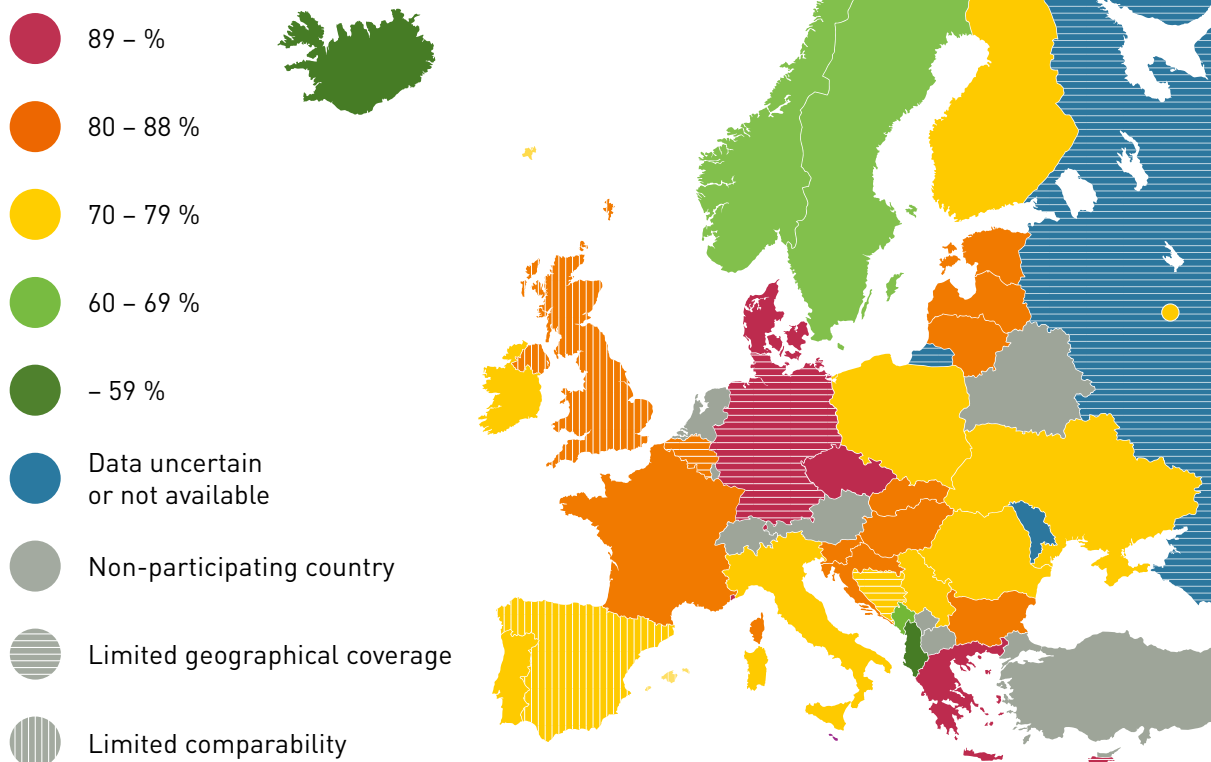 89 – %
80 – 88 %
70 – 79 %
60 – 69 %
– 59 %
Data uncertain
or not available
Non-participating country
Limited geographical coverage
Limited comparability